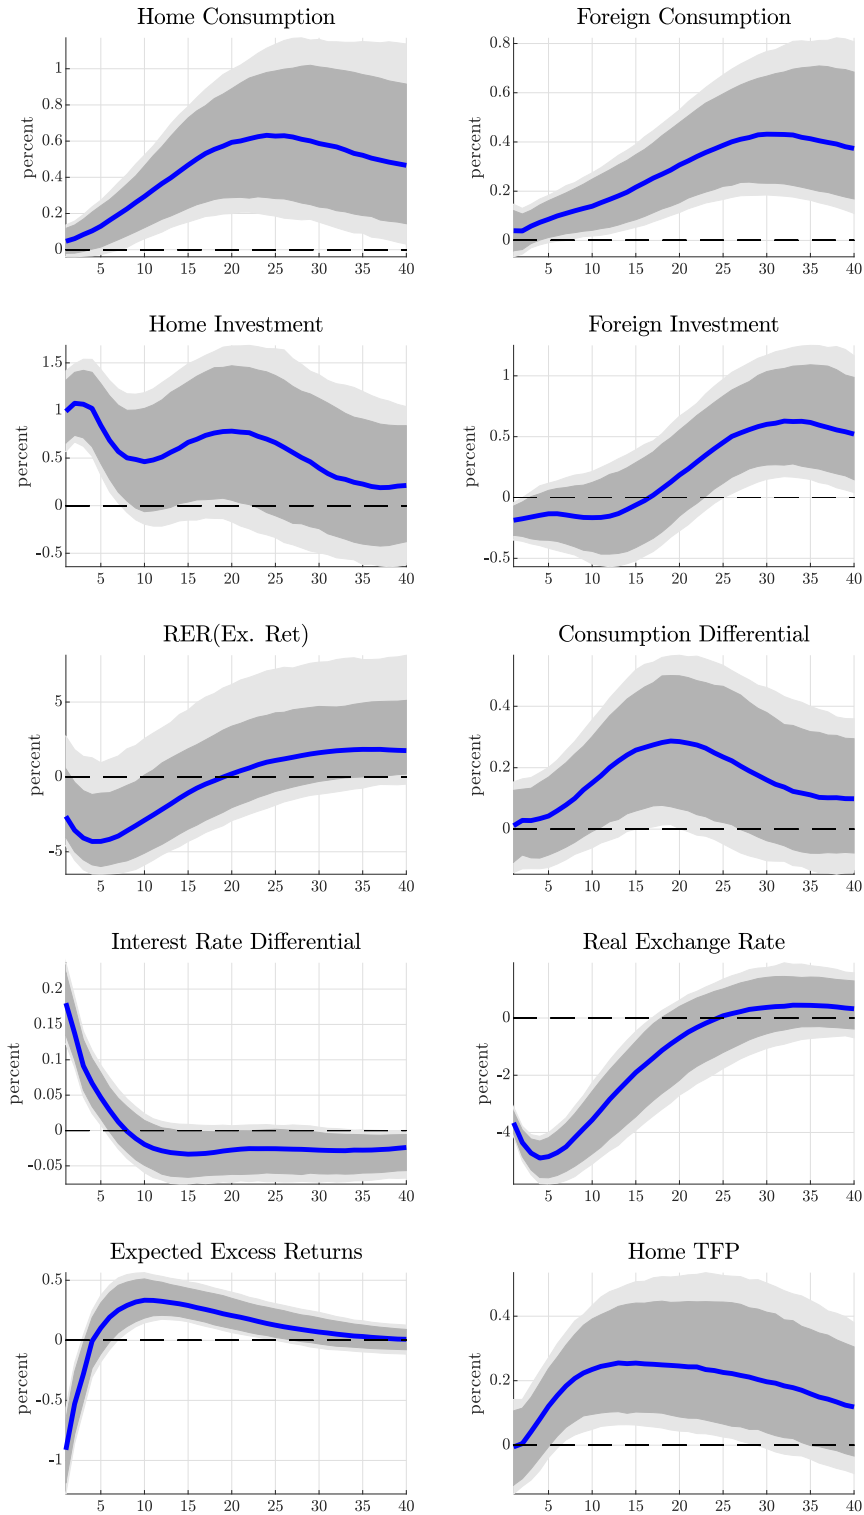 Home Consumption
percent
1
0.8
0.6
0.4
0.2
0
5 10 15 20 25 30 35 40
Foreign Consumption
percent
0.8
0.6
0.4
0.2
0
5 10 15 20 25 30 35 40
Home Investment
percent
1.5
1
0.5
0
-0.5
5 10 15 20 25 30 35 40
Foreign Investment
percent
1
0.5
0
-0.5
5 10 15 20 25 30 35 40
RER(Ex. Ret)
percent
5
0
-5
5 10 15 20 25 30 35 40
Consumption Differential
percent
0.4
0.2
0
5 10 15 20 25 30 35 40
Interest Rate Differential
percent
0.2
0.15
0.1
0.05
0
-0.05
5 10 15 20 25 30 35 40
Real Exchange Rate
percent
0
-2
-4
5 10 15 20 25 30 35 40
Expected Excess Returns
percent
0.5
0
-0.5
-1
5 10 15 20 25 30 35 40
Home TFP
percent
0.4
0.2
0
5 10 15 20 25 30 35 40